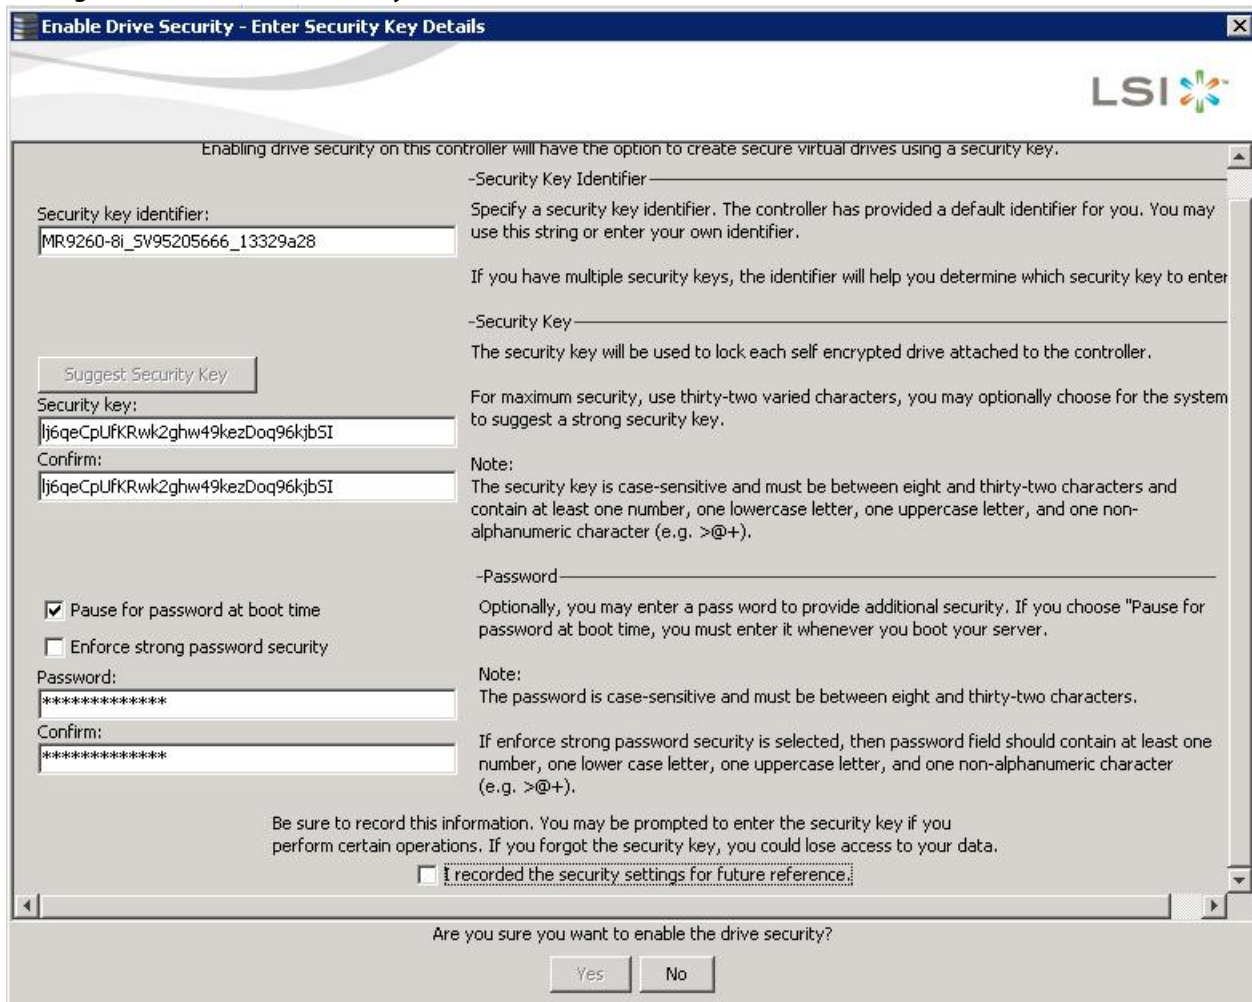 Enable Drive Security - Enter Security Key Details
LSI
Enabling drive security on this controller will have the option to create secure virtual drives using a security key.
-Security Key Identifier
Security key identifier:
MR9260-8i_SV95205666_13329a28
Specify a security key identifier. The controller has provided a default identifier for you. You may
use this string or enter your own identifier.
If you have multiple security keys, the identifier will help you determine which security key to enter
-Security Key
The security key will be used to lock each self encrypted drive attached to the controller.
Suggest Security Key
Security key:
lj6qeCpUfKRwk2ghw49kezDoq96kjbSI
Confirm:
lj6qeCpUfKRwk2ghw49kezDoq96kjbSI
For maximum security, use thirty-two varied characters, you may optionally choose for the system
to suggest a strong security key.
Note:
The security key is case-sensitive and must be between eight and thirty-two characters and
contain at least one number, one lowercase letter, one uppercase letter, and one non-
alphanumeric character (e.g. >@+).
-Password
Pause for password at boot time
Enforce strong password security
Password:
*************
Confirm:
*************
Optionally, you may enter a pass word to provide additional security. If you choose "Pause for
password at boot time, you must enter it whenever you boot your server.
Note:
The password is case-sensitive and must be between eight and thirty-two characters.
If enforce strong password security is selected, then password field should contain at least one
number, one lower case letter, one uppercase letter, and one non-alphanumeric character
(e.g. >@+).
Be sure to record this information. You may be prompted to enter the security key if you
perform certain operations. If you forgot the security key, you could lose access to your data.
I recorded the security settings for future reference.
Are you sure you want to enable the drive security?
Yes
No